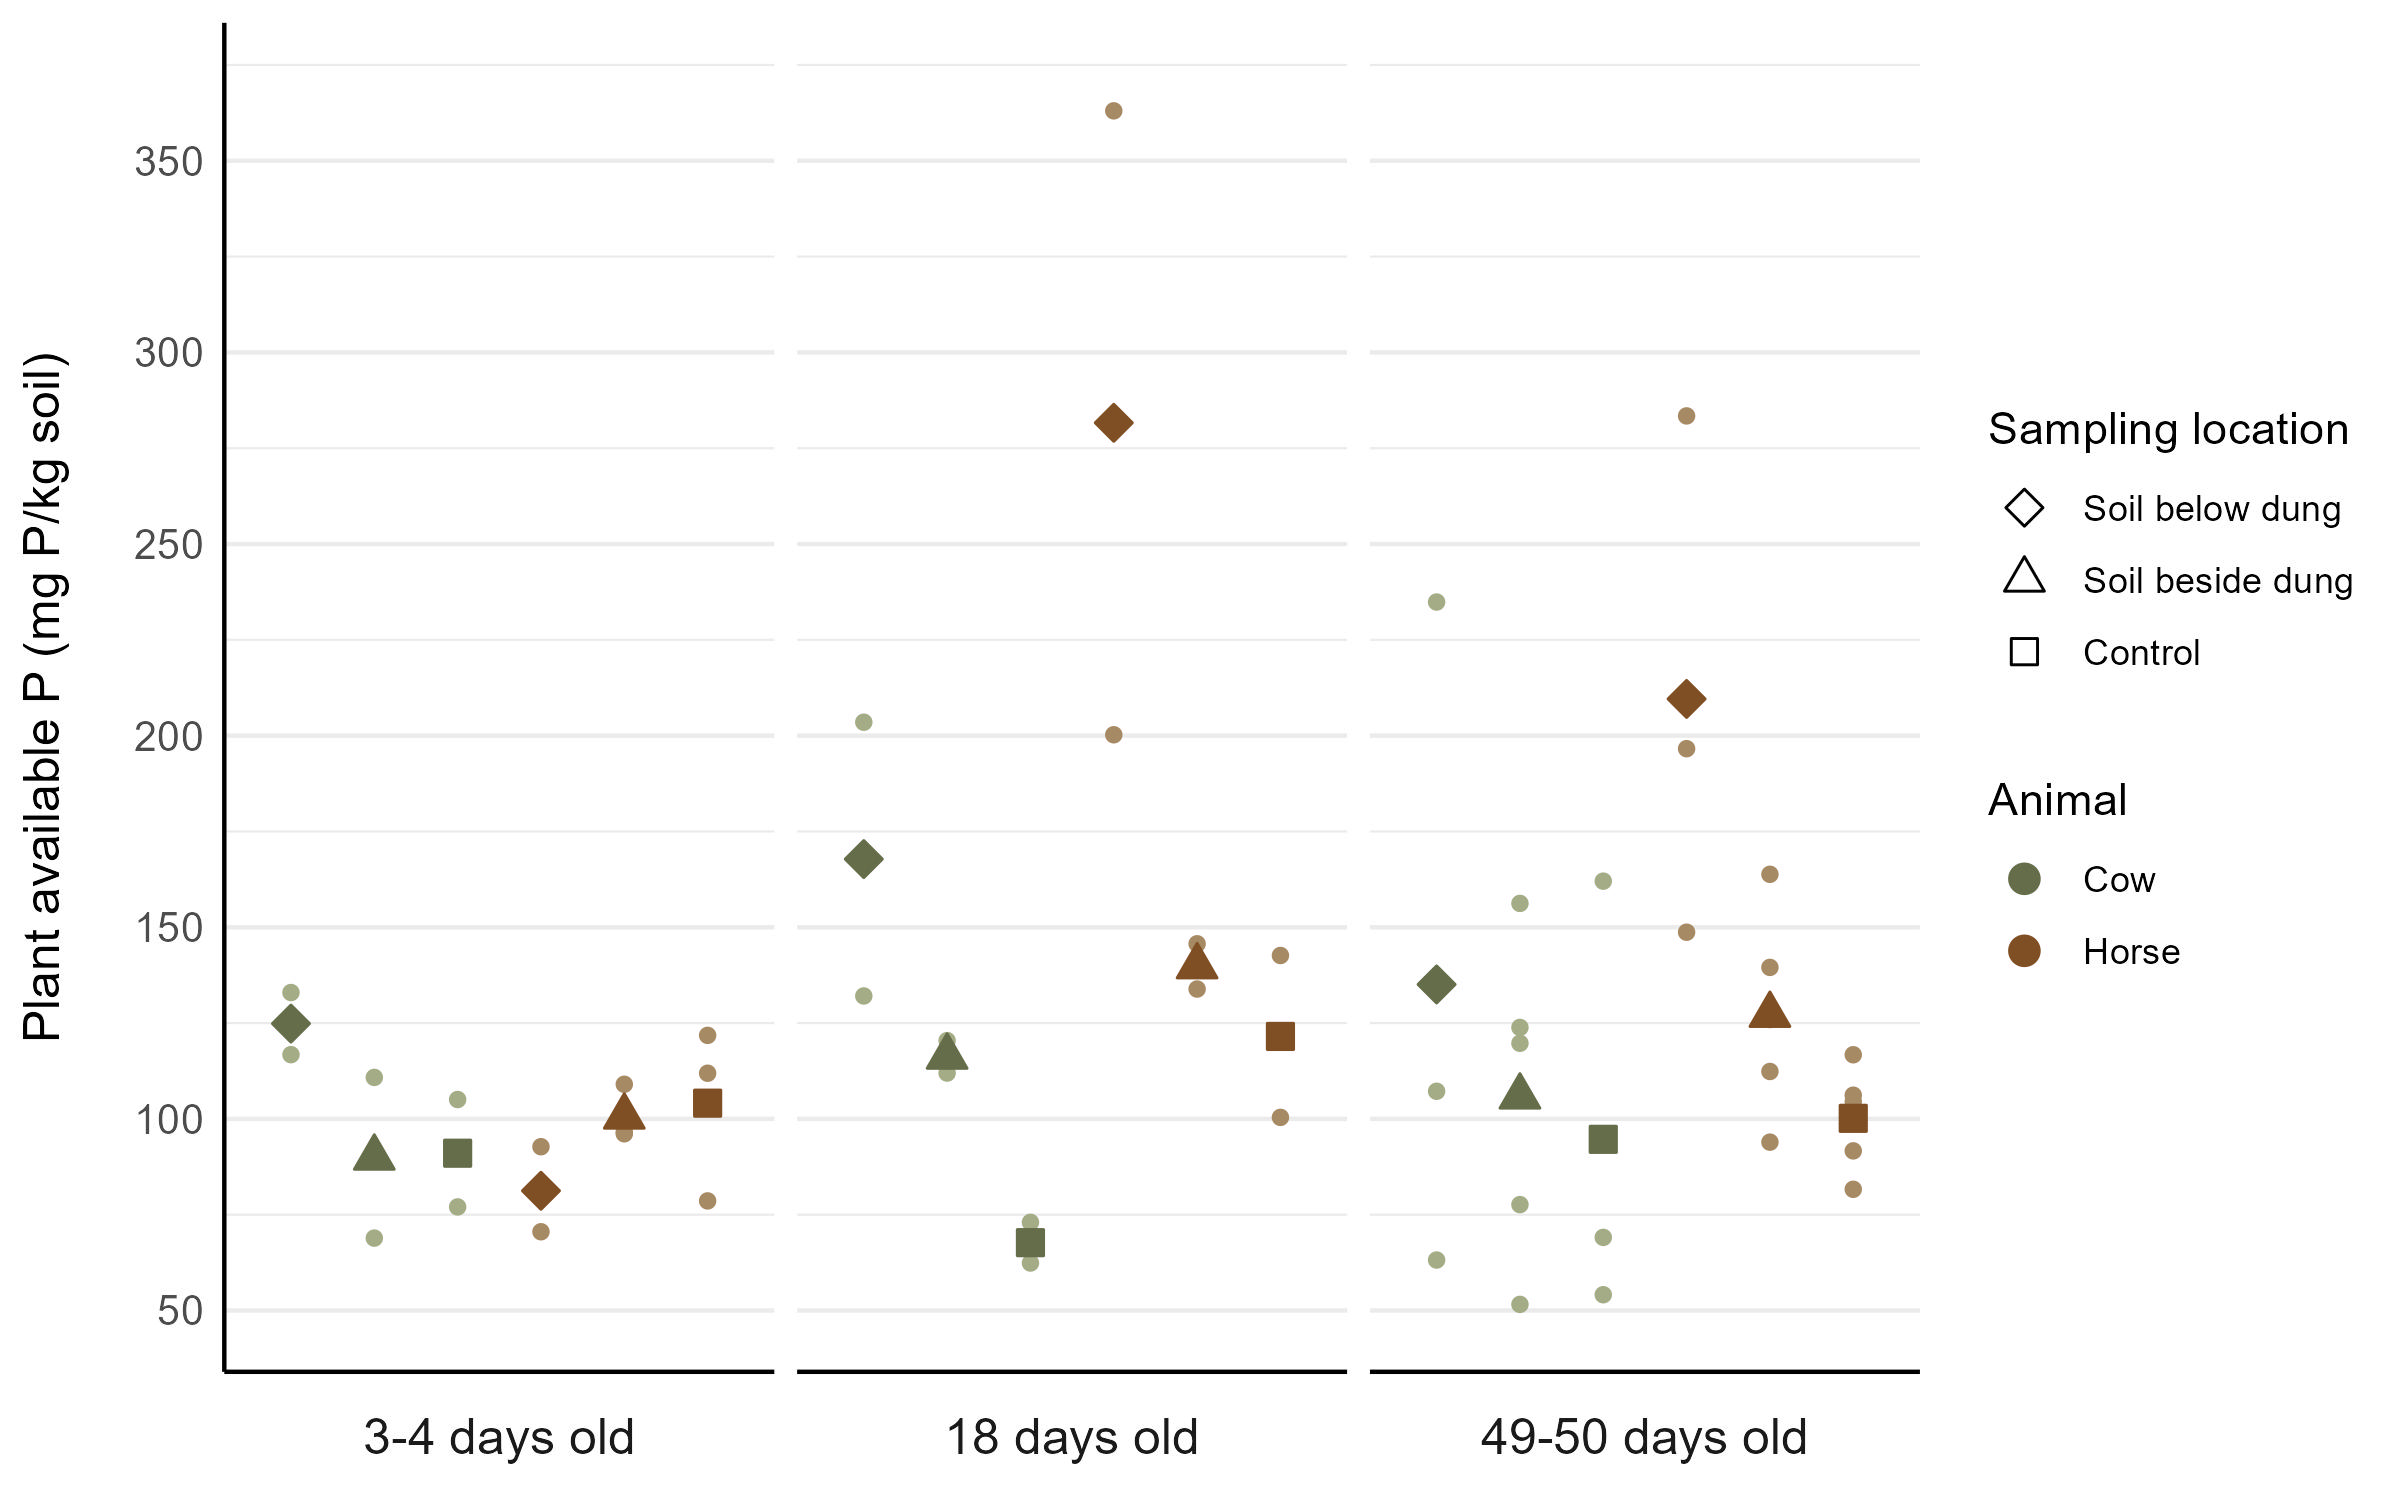 Plant available P (mg P/kg soil)
350
300
250
200
150
100
50
3-4 days old
18 days old
49-50 days old
Sampling location
Soil below dung
Soil beside dung
Control
Animal
Cow
Horse